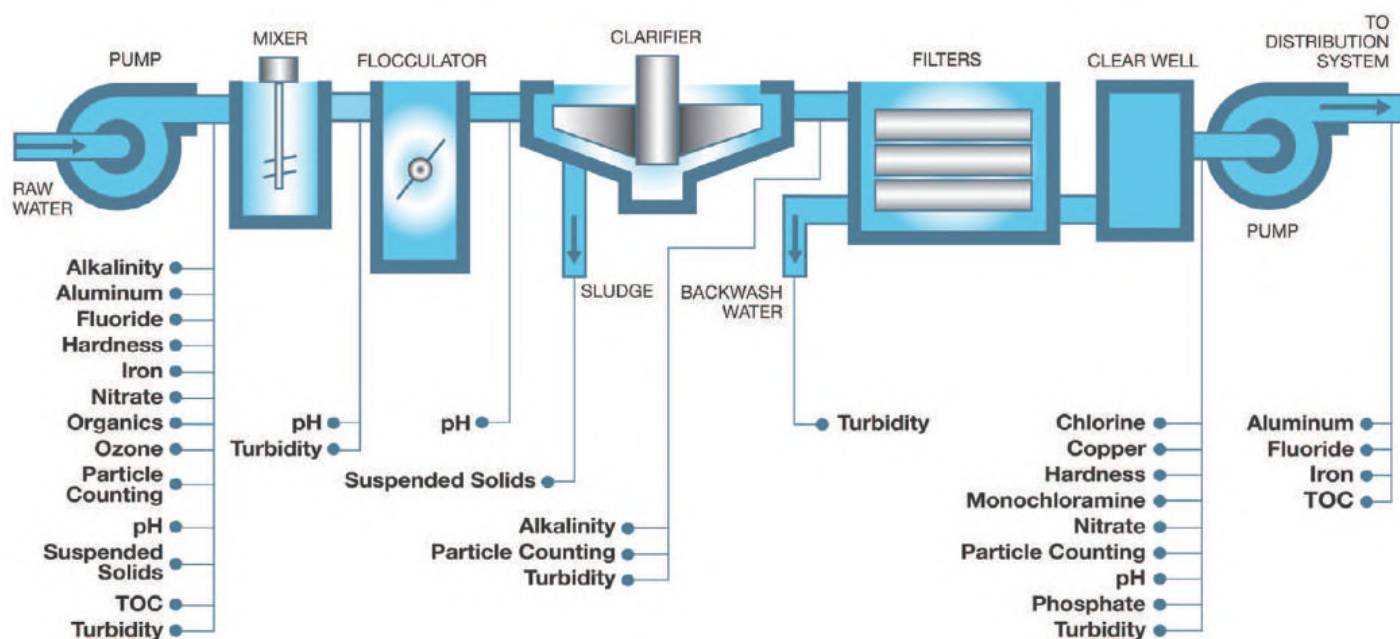 TO
DISTRIBUTION
SYSTEM
MIXER
CLARIFIER
PUMP
FLOCCULATOR
FILTERS
CLEAR WELL
RAW
WATER
PUMP
SLUDGE
BACKWASH
WATER
Alkalinity
Aluminum
Fluoride
Hardness
Iron
Nitrate
Organics
Ozone
Particle
Counting
pH
Suspended
Solids
TOC
Turbidity
pH
Turbidity
pH
Suspended Solids
Alkalinity
Particle Counting
Turbidity
Turbidity
Chlorine
Copper
Hardness
Monochloramine
Nitrate
Particle Counting
pH
Phosphate
Turbidity
Aluminum
Fluoride
Iron
TOC